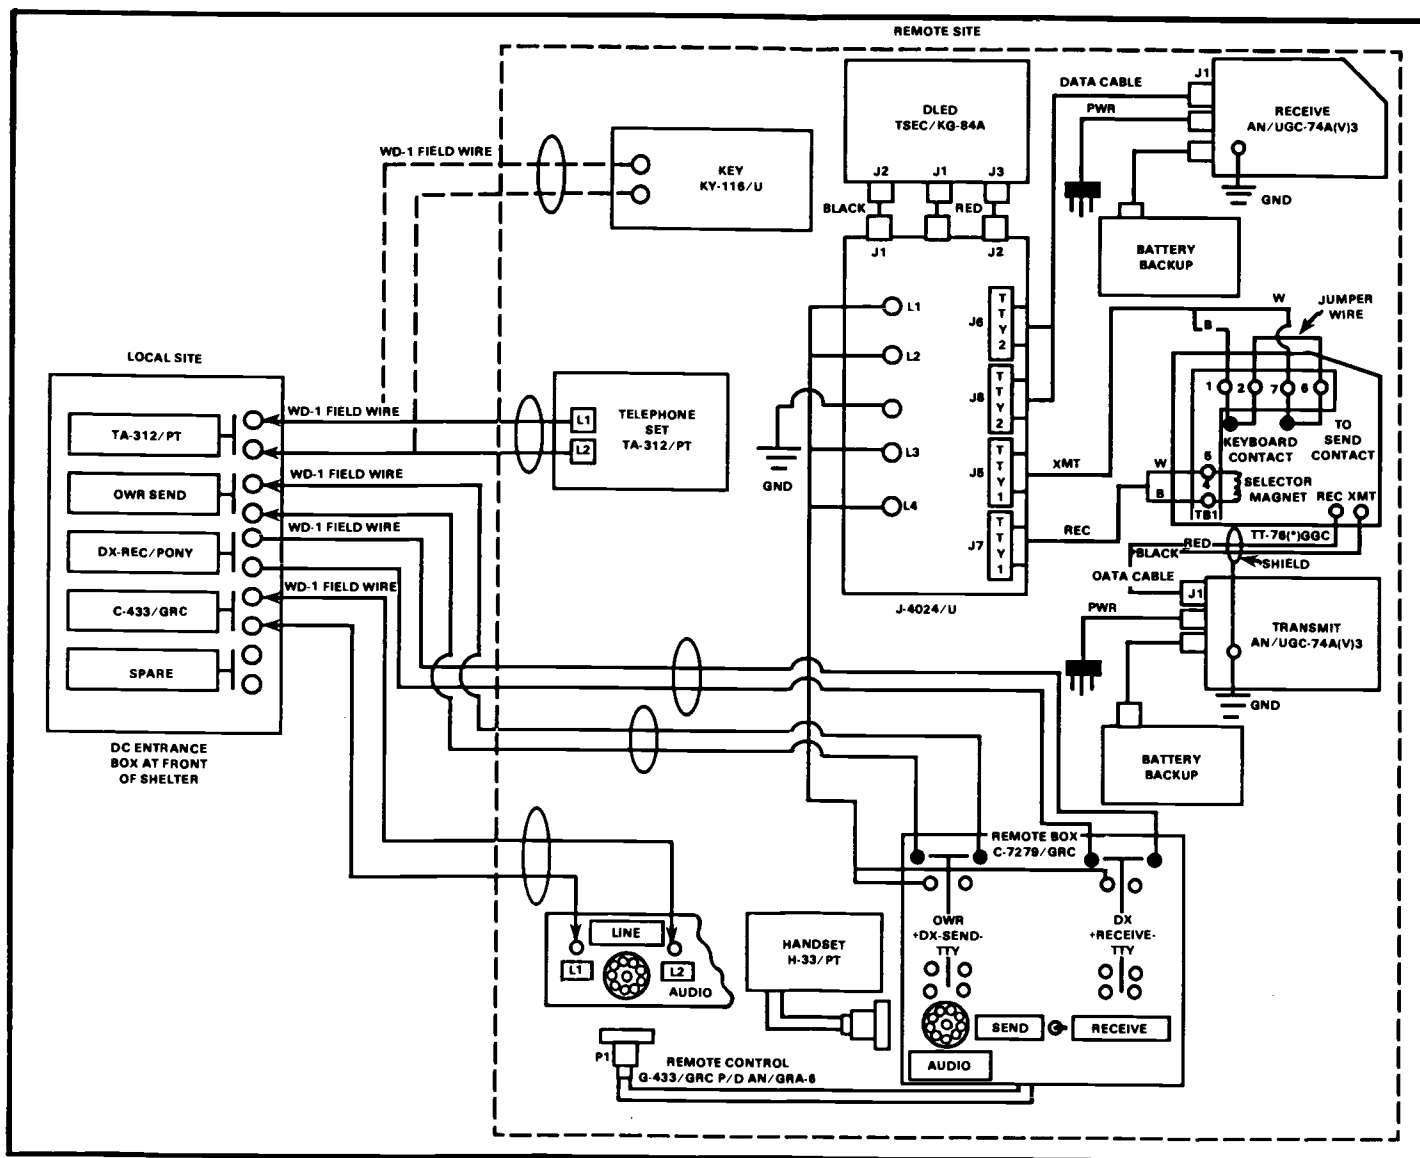 REMOTE SITE
DLED
TSEC/KG-84A
J2
J1
J3
BLACK
RED
J1
J2
DATA CABLE
J1
PWR
RECEIVE
AN/UGC-74A(V)3
GND
BATTERY
BACKUP
WD-1 FIELD WIRE
KEY
KY-116/U
L1
L2
L3
L4
GND
J6
TTY2
J8
TTY2
J5
TTY1
J7
TTY1
J-4024/U
XMT
REC
W
B
JUMPER
WIRE
1
2
7
6
KEYBOARD
CONTACT
TO
SEND
CONTACT
W
B
5
4
TB1
SELECTOR
MAGNET
REC XMT
TT-76(*)GGC
RED
BLACK
SHIELD
OATA CABLE
J1
PWR
TRANSMIT
AN/UGC-74A(V)3
GND
BATTERY
BACKUP
LOCAL SITE
TA-312/PT
OWR SEND
DX-REC/PONY
C-433/GRC
SPARE
DC ENTRANCE
BOX AT FRONT
OF SHELTER
WD-1 FIELD WIRE
WD-1 FIELD WIRE
WD-1 FIELD WIRE
WD-1 FIELD WIRE
L1
L2
TELEPHONE
SET
TA-312/PT
LINE
L1
L2
AUDIO
HANDSET
H-33/PT
P1
REMOTE CONTROL
G-433/GRC P/D AN/GRA-6
REMOTE BOX
C-7279/GRC
OWR
+DX-SEND-
TTY
DX
+RECEIVE-
TTY
SEND
RECEIVE
AUDIO